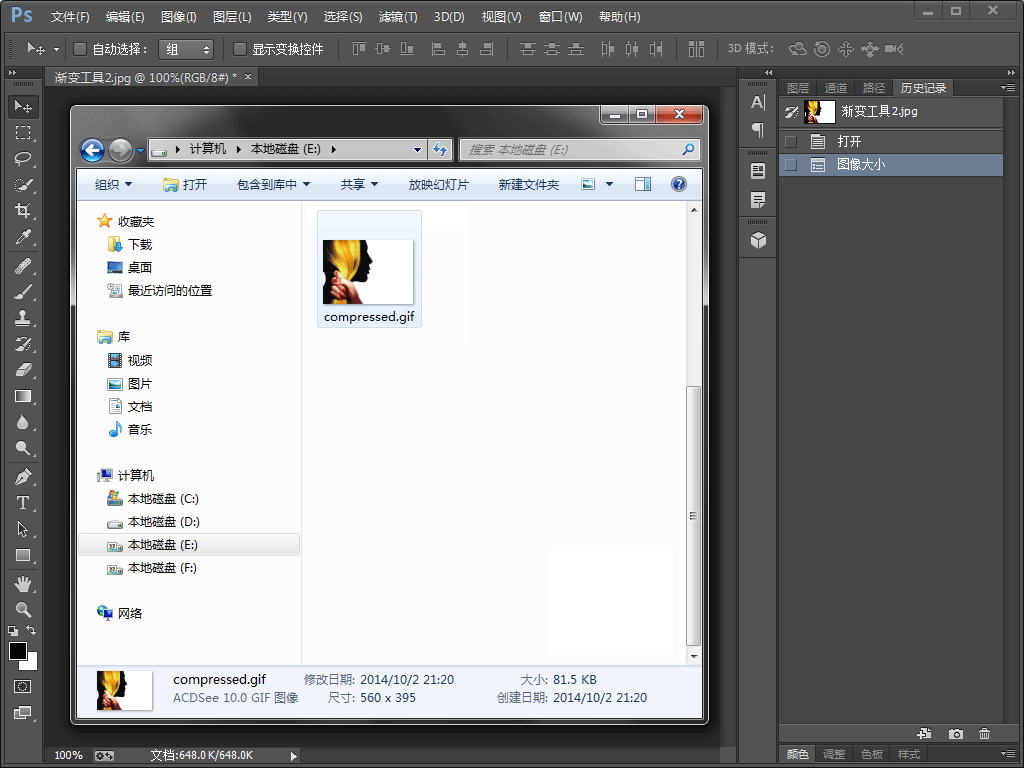 Ps 文件(F) 编辑(E) 图像(I) 图层(L) 类型(Y) 选择(S) 滤镜(T) 3D(D) 视图(V) 窗口(W) 帮助(H)
自动选择： 组 显示变换控件 3D 模式：
渐变工具2.jpg @ 100%(RGB/8#) * ×
图层 通道 路径 历史记录
渐变工具2.jpg
打开
图像大小
计算机 本地磁盘 (E:) 搜索 本地磁盘 (E:)
组织 打开 包含到库中 共享 放映幻灯片 新建文件夹
收藏夹
下载
桌面
最近访问的位置
库
视频
图片
文档
音乐
计算机
本地磁盘 (C:)
本地磁盘 (D:)
本地磁盘 (E:)
本地磁盘 (F:)
网络
compressed.gif
compressed.gif 修改日期: 2014/10/2 21:20 大小: 81.5 KB
ACDSee 10.0 GIF 图像 尺寸: 560 x 395 创建日期: 2014/10/2 21:20
100% 文档:648.0K/648.0K
颜色 调整 色板 样式